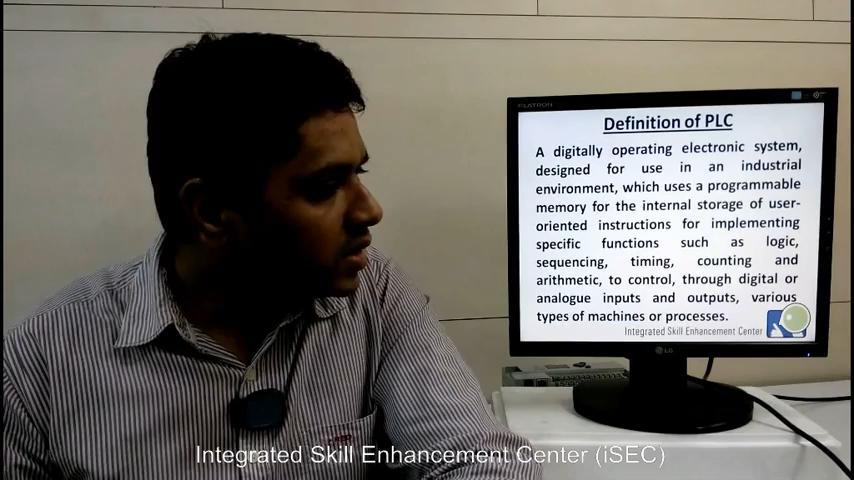 FLATRON
Definition of PLC
A digitally operating electronic system,
designed for use in an industrial
environment, which uses a programmable
memory for the internal storage of user-
oriented instructions for implementing
specific functions such as logic,
sequencing, timing, counting and
arithmetic, to control, through digital or
analogue inputs and outputs, various
types of machines or processes.
Integrated Skill Enhancement Center
LG
Integrated Skill Enhancement Center (iSEC)